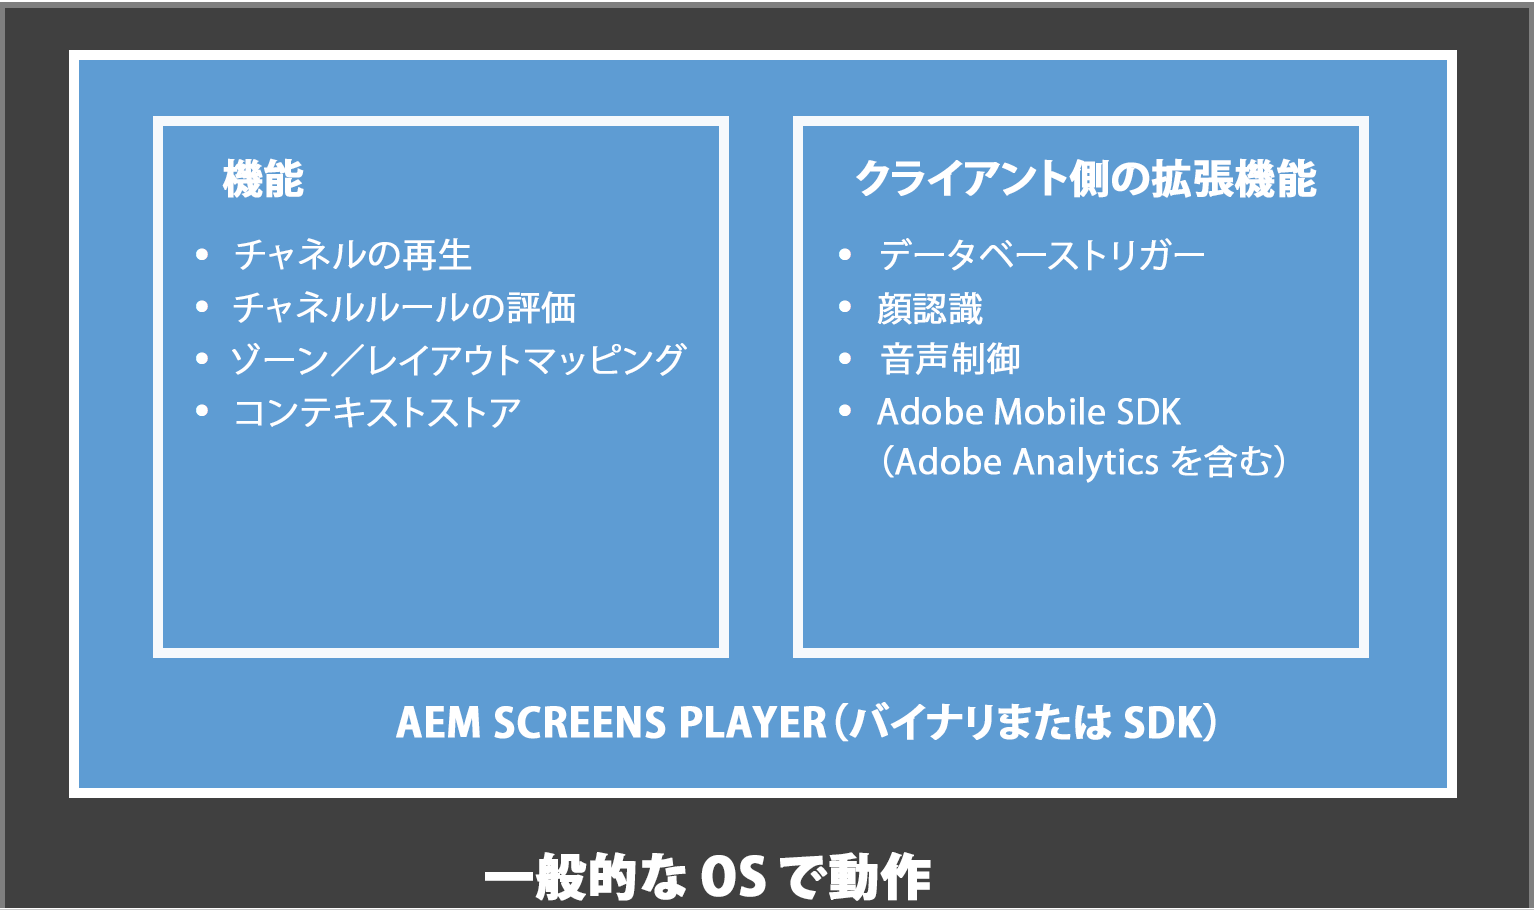 機能
• チャネルの再生
• チャネルルールの評価
• ゾーン／レイアウトマッピング
• コンテキストストア
クライアント側の拡張機能
• データベーストリガー
• 顔認識
• 音声制御
• Adobe Mobile SDK
（Adobe Analytics を含む）
AEM SCREENS PLAYER（バイナリまたは SDK）
一般的な OS で動作